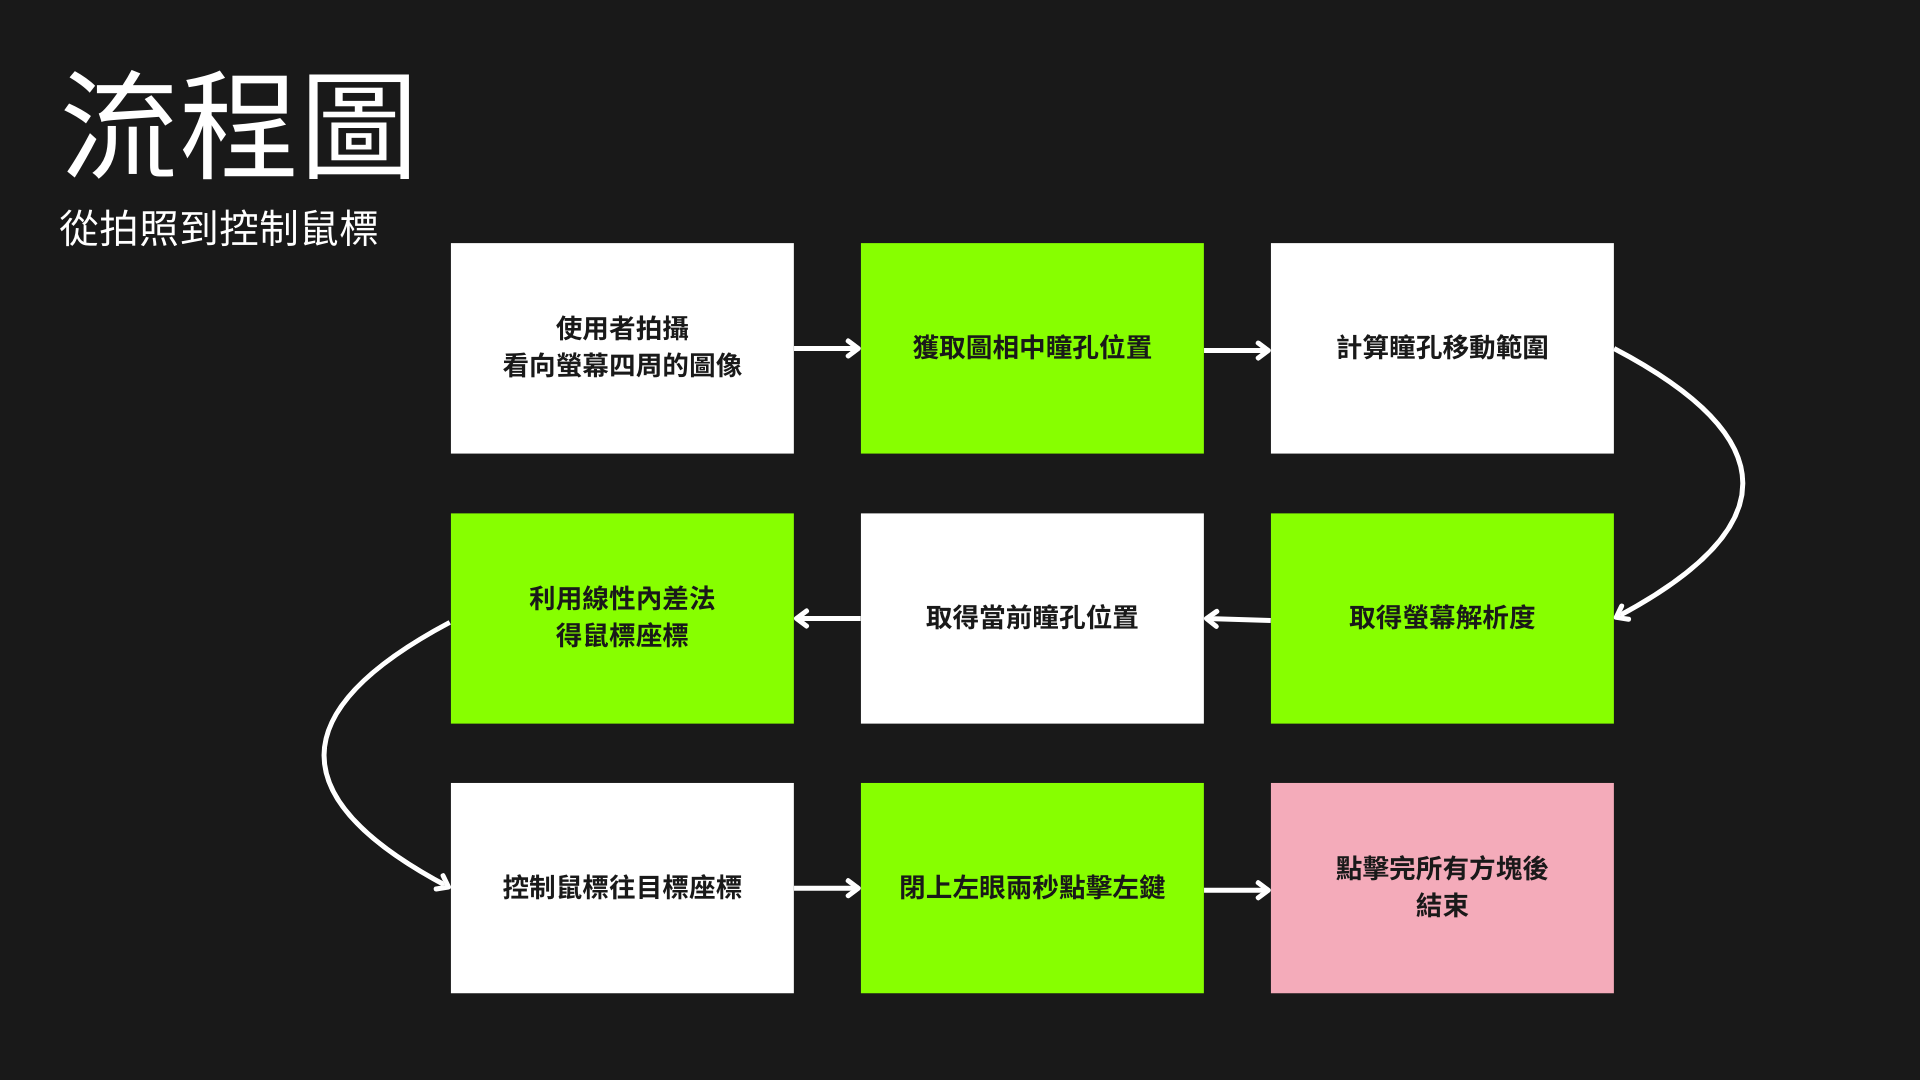 流程圖
從拍照到控制鼠標
使用者拍攝
看向螢幕四周的圖像
獲取圖相中瞳孔位置
計算瞳孔移動範圍
取得螢幕解析度
取得當前瞳孔位置
利用線性內差法
得鼠標座標
控制鼠標往目標座標
閉上左眼兩秒點擊左鍵
點擊完所有方塊後
結束